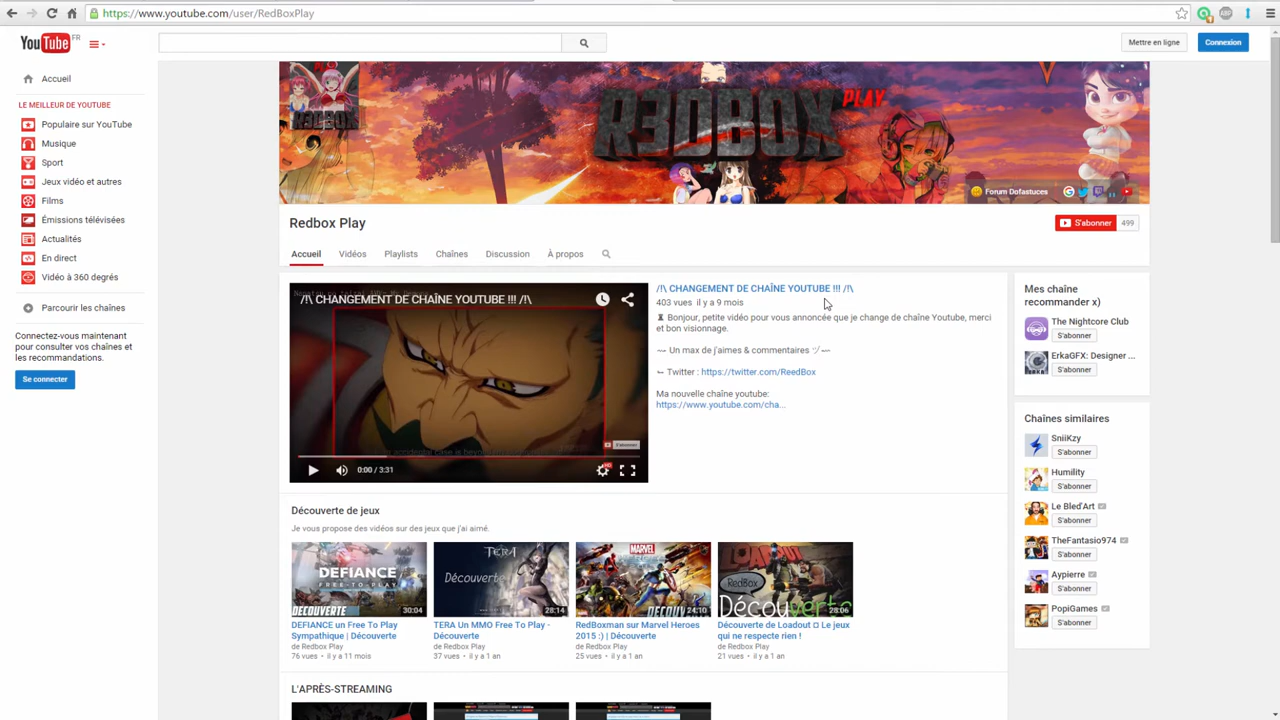 https://www.youtube.com/user/RedBoxPlay
ABP
YouTube FR
Mettre en ligne
Connexion
Accueil
LE MEILLEUR DE YOUTUBE
Populaire sur YouTube
Musique
Sport
Jeux vidéo et autres
Films
Émissions télévisées
Actualités
En direct
Vidéo à 360 degrés
Parcourir les chaînes
Connectez-vous maintenant
pour consulter vos chaînes et
les recommandations.
Se connecter
R3DBOX
PLAY
Forum Dofastuces
Redbox Play
S'abonner 499
Accueil Vidéos Playlists Chaînes Discussion À propos
/!\ CHANGEMENT DE CHAÎNE YOUTUBE !!! /!\
S'abonner
0:00 / 3:31
HD
/!\ CHANGEMENT DE CHAÎNE YOUTUBE !!! /!\
403 vues il y a 9 mois
Bonjour, petite vidéo pour vous annoncée que je change de chaîne Youtube, merci
et bon visionnage.
Un max de j'aimes & commentaires ヅ
Twitter : https://twitter.com/ReedBox
Ma nouvelle chaîne youtube:
https://www.youtube.com/cha...
Mes chaîne
recommander x)
The Nightcore Club
S'abonner
ErkaGFX: Designer ...
S'abonner
Chaînes similaires
SniiKzy
S'abonner
Humility
S'abonner
Le Bled'Art
S'abonner
TheFantasio974
S'abonner
Aypierre
S'abonner
PopiGames
S'abonner
Découverte de jeux
Je vous propose des vidéos sur des jeux que j'ai aimé.
DEFIANCE
FREE-TO-PLAY
DECOUVERTE
30:04
DEFIANCE un Free To Play
Sympathique | Découverte
de Redbox Play
76 vues • il y a 11 mois
TERA
Découverte
28:14
TERA Un MMO Free To Play -
Découverte
de Redbox Play
37 vues • il y a 1 an
MARVEL
HEROES
24:10
RedBoxman sur Marvel Heroes
2015 :) | Découverte
de Redbox Play
25 vues • il y a 1 an
LOADOUT
RedBox
Découverte
28:06
Découverte de Loadout ¤ Le jeux
qui ne respecte rien !
de Redbox Play
21 vues • il y a 1 an
L'APRÈS-STREAMING